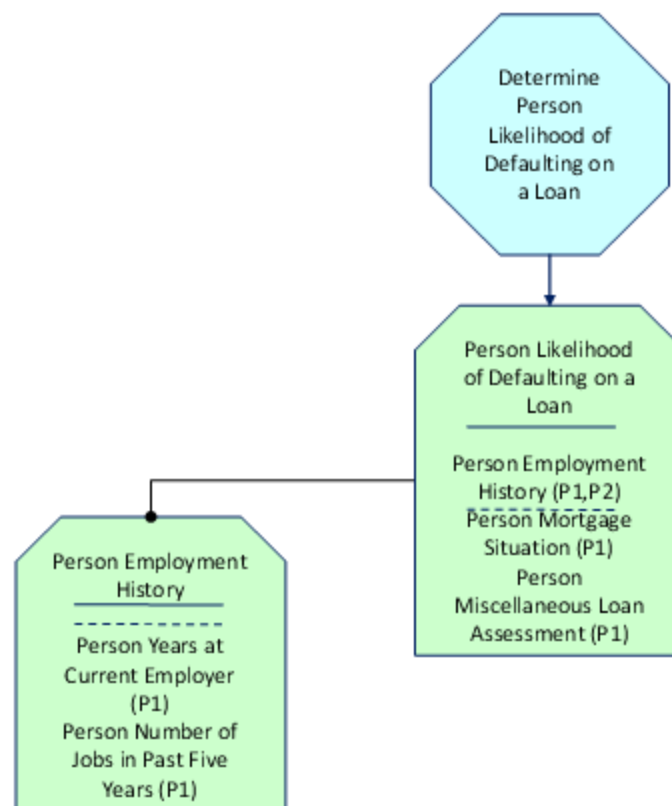 Determine
Person
Likelihood of
Defaulting on
a Loan
Person Likelihood
of Defaulting on a
Loan
Person Employment
History (P1,P2)
Person Mortgage
Situation (P1)
Person
Miscellaneous Loan
Assessment (P1)
Person Employment
History
Person Years at
Current Employer
(P1)
Person Number of
Jobs in Past Five
Years (P1)